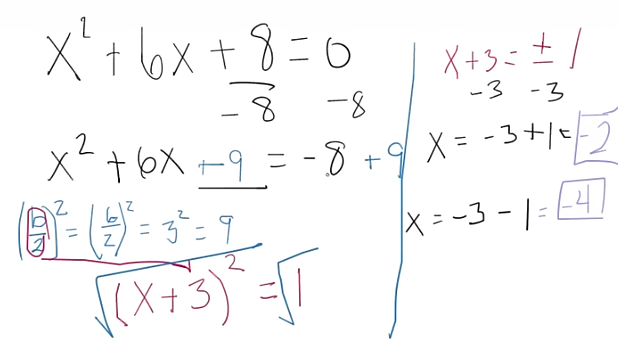 x² + 6x + 8 = 0
-8 -8
x² + 6x + 9 = -8 + 9
(b/2)² = (6/2)² = 3² = 9
√(x+3)² = √1
x + 3 = ± 1
-3 -3
x = -3 + 1 = -2
x = -3 - 1 = -4